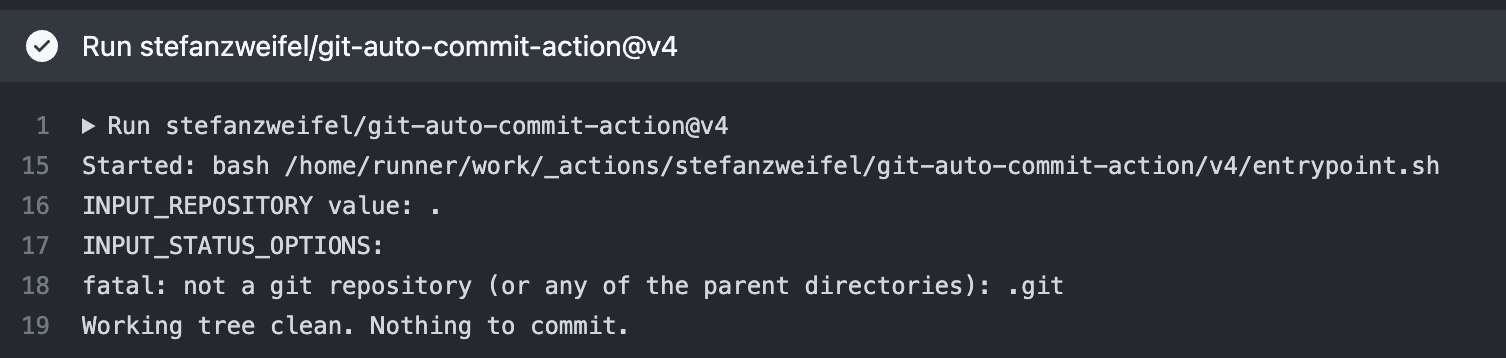 Run stefanzweifel/git-auto-commit-action@v4
1 ▶ Run stefanzweifel/git-auto-commit-action@v4
15 Started: bash /home/runner/work/_actions/stefanzweifel/git-auto-commit-action/v4/entrypoint.sh
16 INPUT_REPOSITORY value: .
17 INPUT_STATUS_OPTIONS:
18 fatal: not a git repository (or any of the parent directories): .git
19 Working tree clean. Nothing to commit.